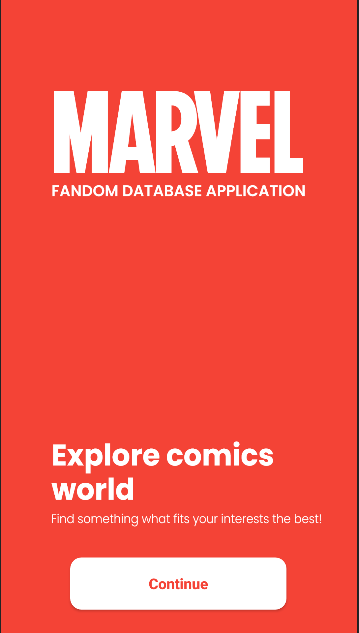 MARVEL
FANDOM DATABASE APPLICATION
Explore comics
world
Find something what fits your interests the best!
Continue